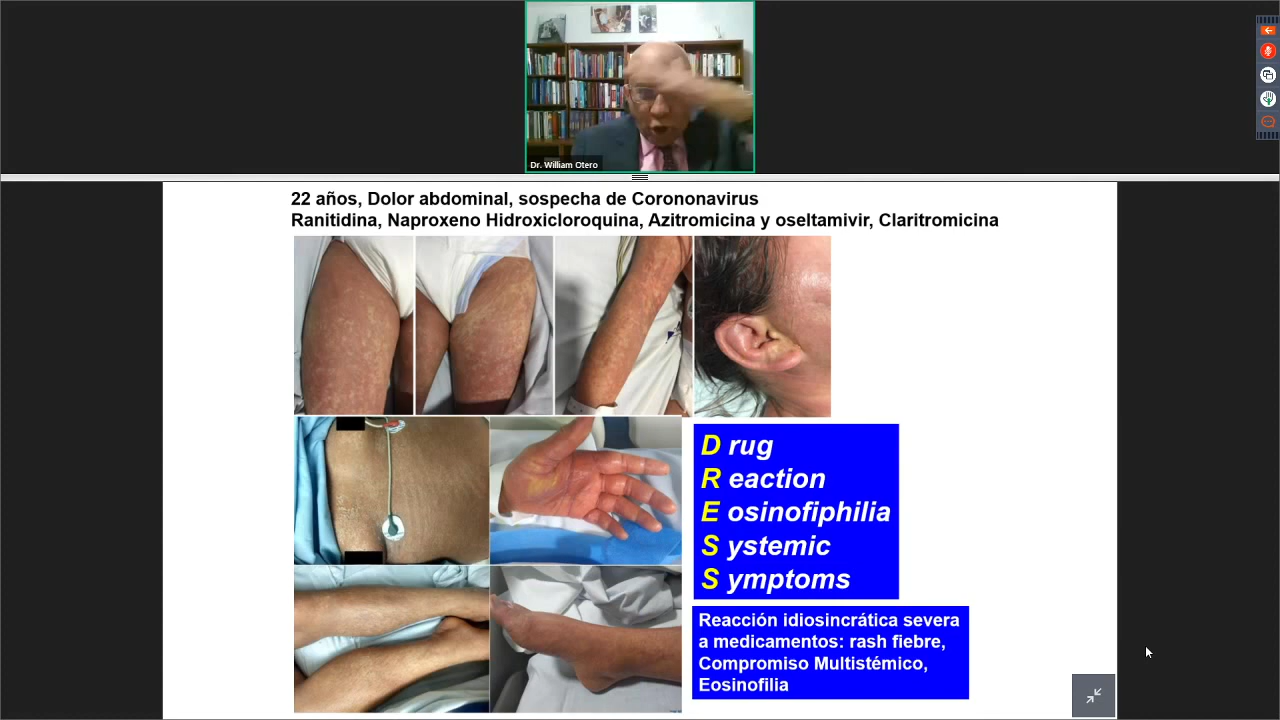 Dr. William Otero
22 años, Dolor abdominal, sospecha de Corononavirus
Ranitidina, Naproxeno Hidroxicloroquina, Azitromicina y oseltamivir, Claritromicina
D rug
R eaction
E osinofiphilia
S ystemic
S ymptoms
Reacción idiosincrática severa
a medicamentos: rash fiebre,
Compromiso Multistémico,
Eosinofilia